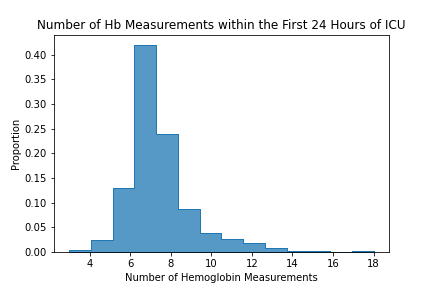 Number of Hb Measurements within the First 24 Hours of ICU
0.40
0.35
0.30
0.25
0.20
0.15
0.10
0.05
0.00
Proportion
4 6 8 10 12 14 16 18
Number of Hemoglobin Measurements